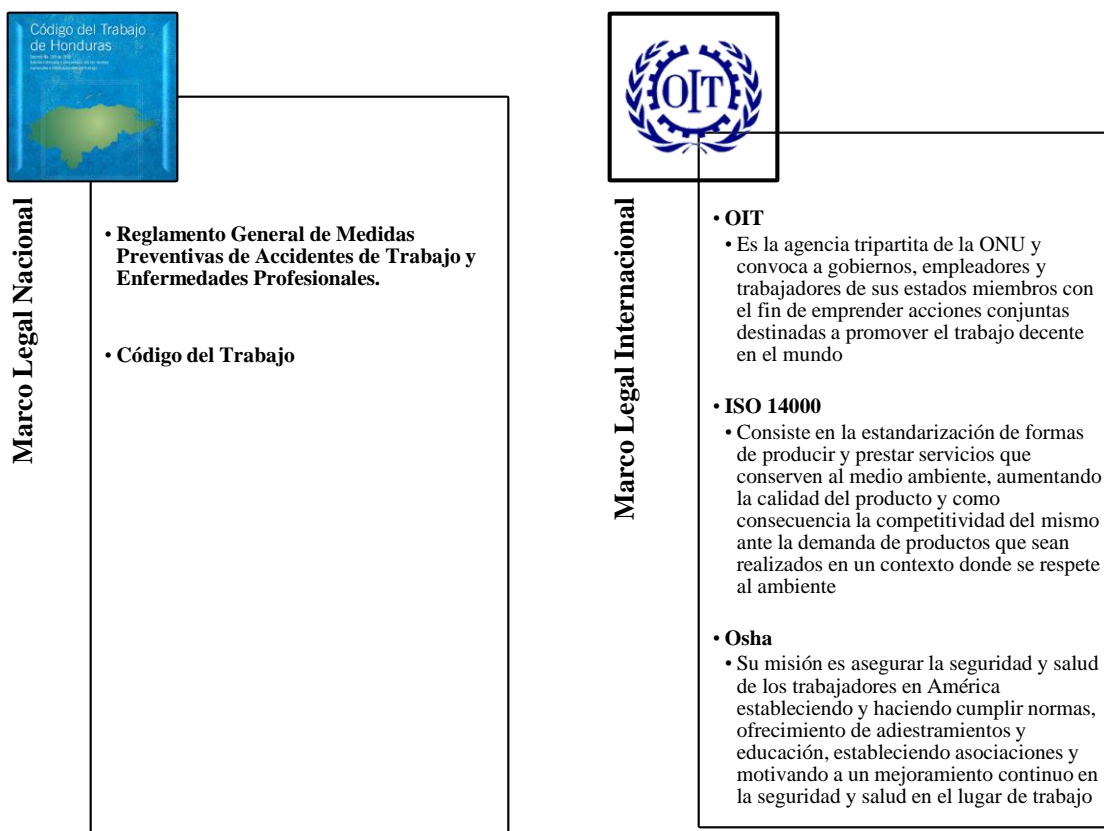 Código del Trabajo
de Honduras
Marco Legal Nacional
• Reglamento General de Medidas
Preventivas de Accidentes de Trabajo y
Enfermedades Profesionales.
• Código del Trabajo
OIT
Marco Legal Internacional
• OIT
• Es la agencia tripartita de la ONU y
convoca a gobiernos, empleadores y
trabajadores de sus estados miembros con
el fin de emprender acciones conjuntas
destinadas a promover el trabajo decente
en el mundo
• ISO 14000
• Consiste en la estandarización de formas
de producir y prestar servicios que
conserven al medio ambiente, aumentando
la calidad del producto y como
consecuencia la competitividad del mismo
ante la demanda de productos que sean
realizados en un contexto donde se respete
al ambiente
• Osha
• Su misión es asegurar la seguridad y salud
de los trabajadores en América
estableciendo y haciendo cumplir normas,
ofrecimiento de adiestramientos y
educación, estableciendo asociaciones y
motivando a un mejoramiento continuo en
la seguridad y salud en el lugar de trabajo